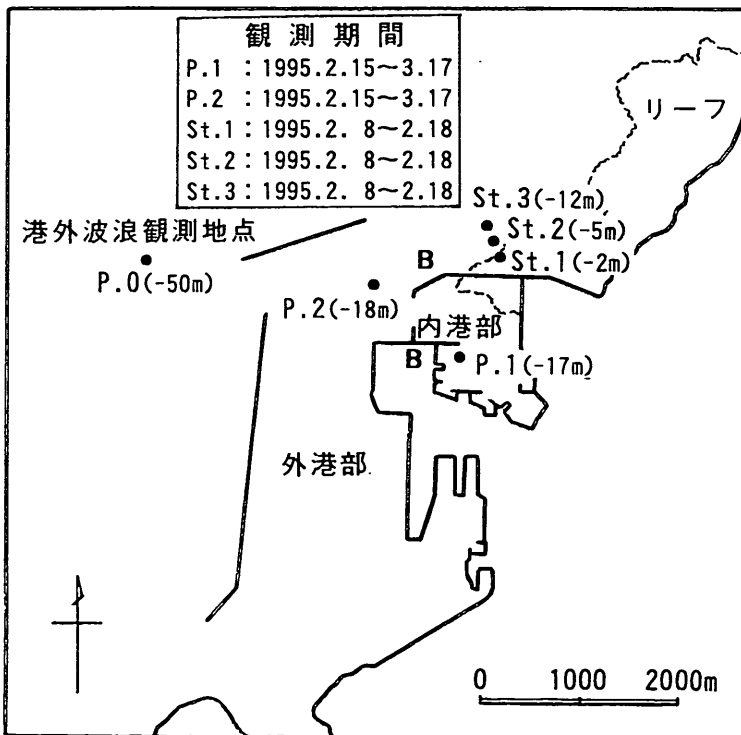 観測期間
P.1 : 1995.2.15〜3.17
P.2 : 1995.2.15〜3.17
St.1 : 1995.2. 8〜2.18
St.2 : 1995.2. 8〜2.18
St.3 : 1995.2. 8〜2.18
リーフ
St.3(-12m)
St.2(-5m)
St.1(-2m)
港外波浪観測地点
P.0(-50m)
B
P.2(-18m)
内港部
B
P.1(-17m)
外港部
0 1000 2000m